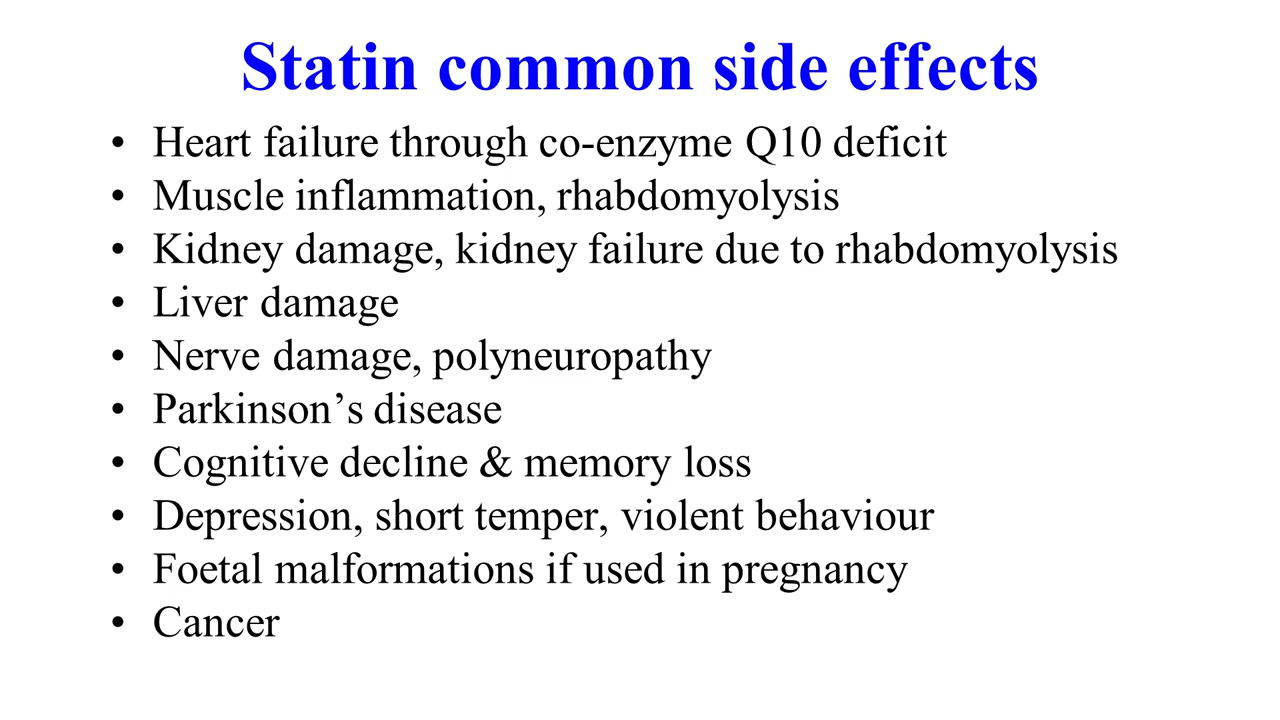 Statin common side effects
• Heart failure through co-enzyme Q10 deficit
• Muscle inflammation, rhabdomyolysis
• Kidney damage, kidney failure due to rhabdomyolysis
• Liver damage
• Nerve damage, polyneuropathy
• Parkinson’s disease
• Cognitive decline & memory loss
• Depression, short temper, violent behaviour
• Foetal malformations if used in pregnancy
• Cancer